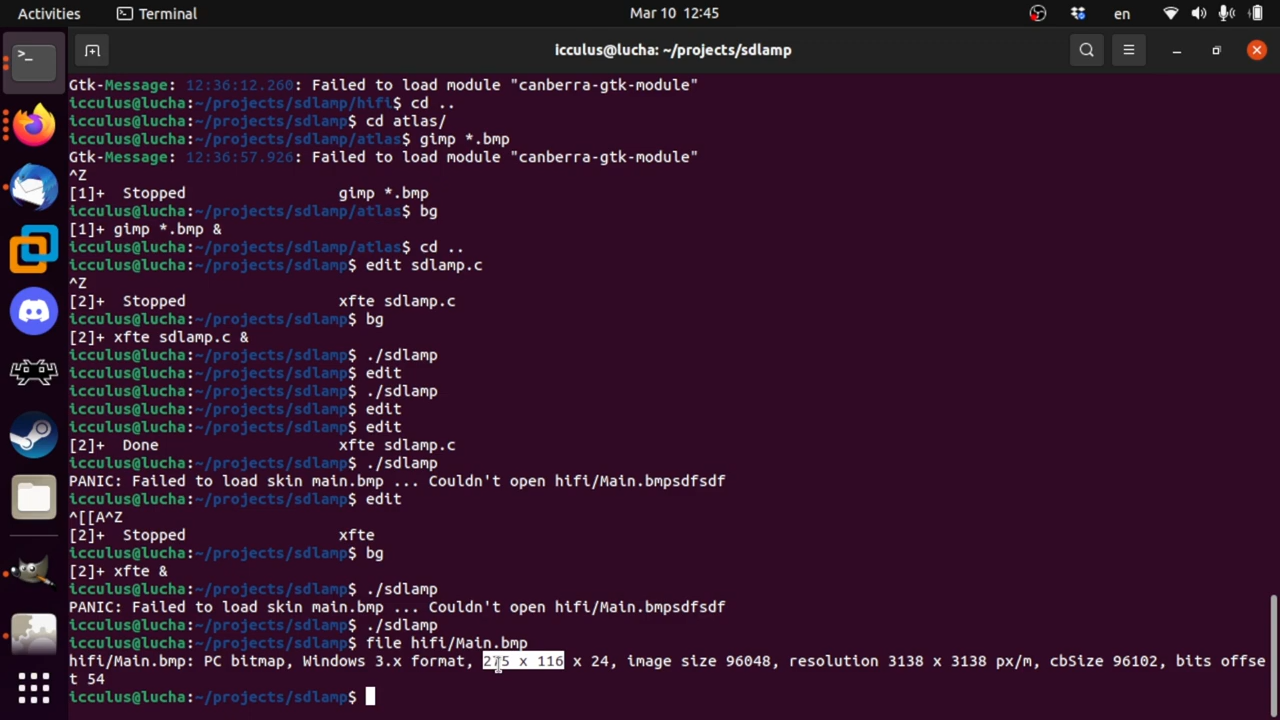 Activities
Terminal
Mar 10 12:45
en
icculus@lucha: ~/projects/sdlamp
Gtk-Message: 12:36:12.260: Failed to load module "canberra-gtk-module"
icculus@lucha:~/projects/sdlamp/hifi$ cd ..
icculus@lucha:~/projects/sdlamp$ cd atlas/
icculus@lucha:~/projects/sdlamp/atlas$ gimp *.bmp
Gtk-Message: 12:36:57.926: Failed to load module "canberra-gtk-module"
^Z
[1]+  Stopped                 gimp *.bmp
icculus@lucha:~/projects/sdlamp/atlas$ bg
[1]+ gimp *.bmp &
icculus@lucha:~/projects/sdlamp/atlas$ cd ..
icculus@lucha:~/projects/sdlamp$ edit sdlamp.c
^Z
[2]+  Stopped                 xfte sdlamp.c
icculus@lucha:~/projects/sdlamp$ bg
[2]+ xfte sdlamp.c &
icculus@lucha:~/projects/sdlamp$ ./sdlamp
icculus@lucha:~/projects/sdlamp$ edit
icculus@lucha:~/projects/sdlamp$ ./sdlamp
icculus@lucha:~/projects/sdlamp$ edit
icculus@lucha:~/projects/sdlamp$ edit
[2]+  Done                    xfte sdlamp.c
icculus@lucha:~/projects/sdlamp$ ./sdlamp
PANIC: Failed to load skin main.bmp ... Couldn't open hifi/Main.bmpsdfsdf
icculus@lucha:~/projects/sdlamp$ edit
^[[A^Z
[2]+  Stopped                 xfte
icculus@lucha:~/projects/sdlamp$ bg
[2]+ xfte &
icculus@lucha:~/projects/sdlamp$ ./sdlamp
PANIC: Failed to load skin main.bmp ... Couldn't open hifi/Main.bmpsdfsdf
icculus@lucha:~/projects/sdlamp$ ./sdlamp
icculus@lucha:~/projects/sdlamp$ file hifi/Main.bmp
hifi/Main.bmp: PC bitmap, Windows 3.x format, 275 x 116 x 24, image size 96048, resolution 3138 x 3138 px/m, cbSize 96102, bits offse
t 54
icculus@lucha:~/projects/sdlamp$